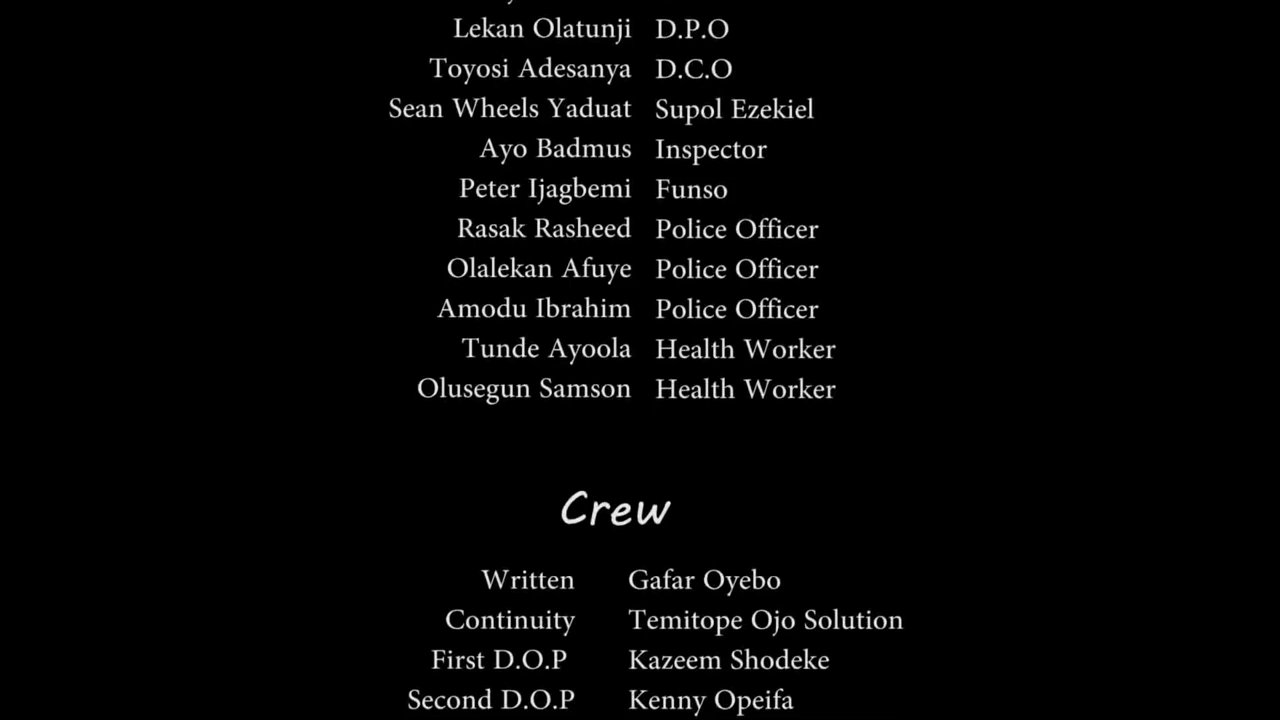 Lekan Olatunji D.P.O
Toyosi Adesanya D.C.O
Sean Wheels Yaduat Supol Ezekiel
Ayo Badmus Inspector
Peter Ijagbemi Funso
Rasak Rasheed Police Officer
Olalekan Afuye Police Officer
Amodu Ibrahim Police Officer
Tunde Ayoola Health Worker
Olusegun Samson Health Worker
Crew
Written Gafar Oyebo
Continuity Temitope Ojo Solution
First D.O.P Kazeem Shodeke
Second D.O.P Kenny Opeifa